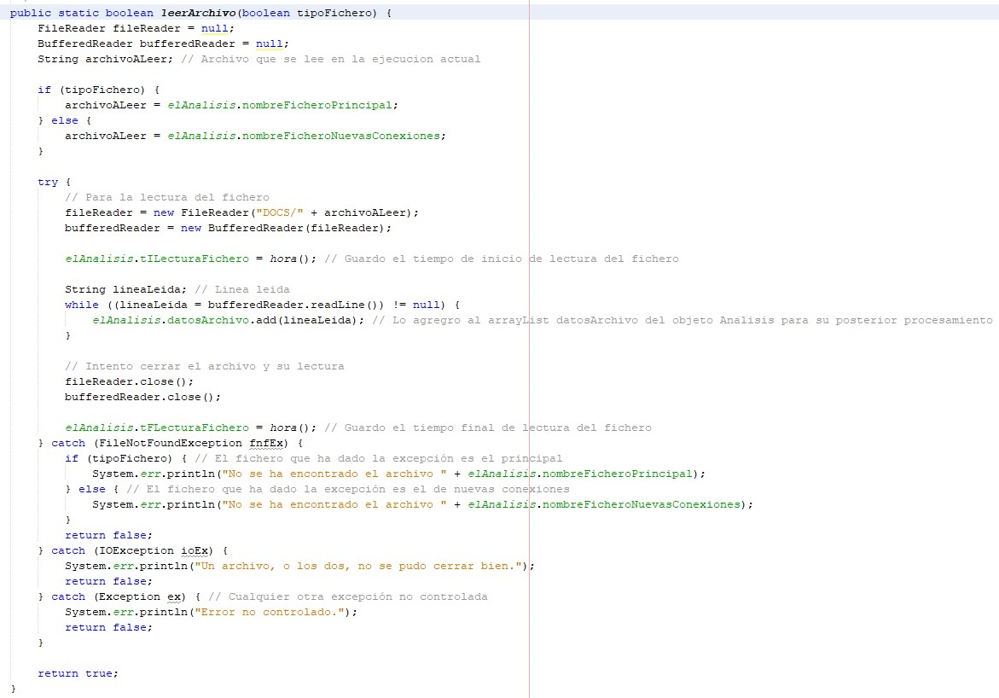 public static boolean leerArchivo(boolean tipoFichero) {
    FileReader fileReader = null;
    BufferedReader bufferedReader = null;
    String archivoALeer; // Archivo que se lee en la ejecucion actual

    if (tipoFichero) {
        archivoALeer = elAnalisis.nombreFicheroPrincipal;
    } else {
        archivoALeer = elAnalisis.nombreFicheroNuevasConexiones;
    }

    try {
        // Para la lectura del fichero
        fileReader = new FileReader("DOCS/" + archivoALeer);
        bufferedReader = new BufferedReader(fileReader);

        elAnalisis.tILecturaFichero = hora(); // Guardo el tiempo de inicio de lectura del fichero

        String lineaLeida; // Linea leida
        while ((lineaLeida = bufferedReader.readLine()) != null) {
            elAnalisis.datosArchivo.add(lineaLeida); // Lo agregro al arrayList datosArchivo del objeto Analisis para su posterior procesamiento
        }

        // Intento cerrar el archivo y su lectura
        fileReader.close();
        bufferedReader.close();

        elAnalisis.tFLecturaFichero = hora(); // Guardo el tiempo final de lectura del fichero
    } catch (FileNotFoundException fnfEx) {
        if (tipoFichero) { // El fichero que ha dado la excepción es el principal
            System.err.println("No se ha encontrado el archivo " + elAnalisis.nombreFicheroPrincipal);
        } else { // El fichero que ha dado la excepción es el de nuevas conexiones
            System.err.println("No se ha encontrado el archivo " + elAnalisis.nombreFicheroNuevasConexiones);
        }
        return false;
    } catch (IOException ioEx) {
        System.err.println("Un archivo, o los dos, no se pudo cerrar bien.");
        return false;
    } catch (Exception ex) { // Cualquier otra excepción no controlada
        System.err.println("Error no controlado.");
        return false;
    }

    return true;
}